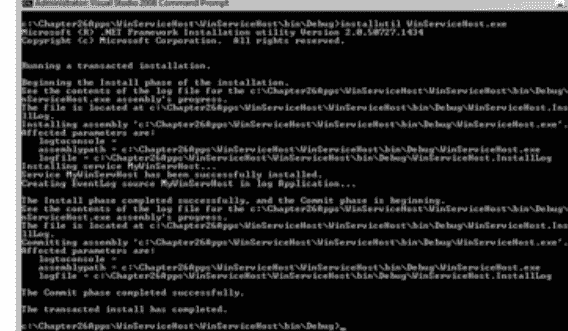 Administrator: Visual Studio 2008 Command Prompt
c:\Chapter26Apps\WinServiceHost\WinServiceHost\bin\Debug>installutil WinServiceHost.exe
Microsoft (R) .NET Framework Installation utility Version 2.0.50727.1434
Copyright (c) Microsoft Corporation.  All rights reserved.
Running a transacted installation.
Beginning the Install phase of the installation.
See the contents of the log file for the c:\Chapter26Apps\WinServiceHost\WinServiceHost\bin\Debug\Wi
nServiceHost.exe assembly's progress.
The file is located at c:\Chapter26Apps\WinServiceHost\WinServiceHost\bin\Debug\WinServiceHost.Insta
llLog.
Installing assembly 'c:\Chapter26Apps\WinServiceHost\WinServiceHost\bin\Debug\WinServiceHost.exe'.
Affected parameters are:
logtoconsole =
assemblypath = c:\Chapter26Apps\WinServiceHost\WinServiceHost\bin\Debug\WinServiceHost.exe
logfile = c:\Chapter26Apps\WinServiceHost\WinServiceHost\bin\Debug\WinServiceHost.InstallLog
Installing service MyWinServHost...
Service MyWinServHost has been successfully installed.
Creating EventLog source MyWinServHost in log Application...
The Install phase completed successfully, and the Commit phase is beginning.
See the contents of the log file for the c:\Chapter26Apps\WinServiceHost\WinServiceHost\bin\Debug\Wi
nServiceHost.exe assembly's progress.
The file is located at c:\Chapter26Apps\WinServiceHost\WinServiceHost\bin\Debug\WinServiceHost.Insta
llLog.
Committing assembly 'c:\Chapter26Apps\WinServiceHost\WinServiceHost\bin\Debug\WinServiceHost.exe'.
Affected parameters are:
logtoconsole =
assemblypath = c:\Chapter26Apps\WinServiceHost\WinServiceHost\bin\Debug\WinServiceHost.exe
logfile = c:\Chapter26Apps\WinServiceHost\WinServiceHost\bin\Debug\WinServiceHost.InstallLog
The Commit phase completed successfully.
The transacted install has completed.
c:\Chapter26Apps\WinServiceHost\WinServiceHost\bin\Debug>_